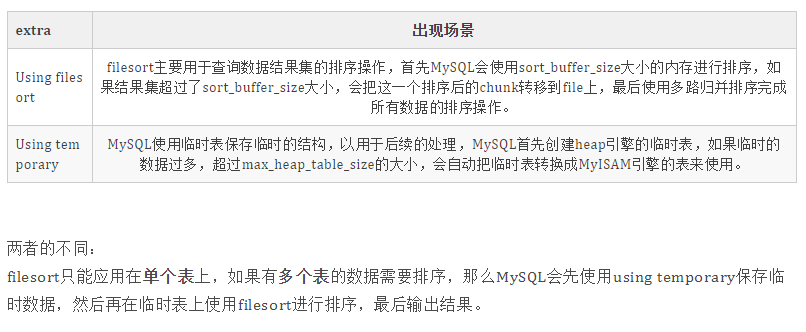 extra 出现场景
filesort主要用于查询数据结果集的排序操作，首先MySQL会使用sort_buffer_size大小的内存进行排序，如
Using files
果结果集超过了sort_buffer_size大小，会把这一个排序后的chunk转移到file上，最后使用多路归并排序完成
ort
所有数据的排序操作。
MySQL使用临时表保存临时的结构，以用于后续的处理，MySQL首先创建heap引擎的临时表，如果临时的
Using tem
porary
数据过多，超过max_heap_table_size的大小，会自动把临时表转换成MyISAM引擎的表来使用。
两者的不同：
filesort只能应用在单个表上，如果有多个表的数据需要排序，那么MySQL会先使用using temporary保存临
时数据，然后再在临时表上使用filesort进行排序，最后输出结果。